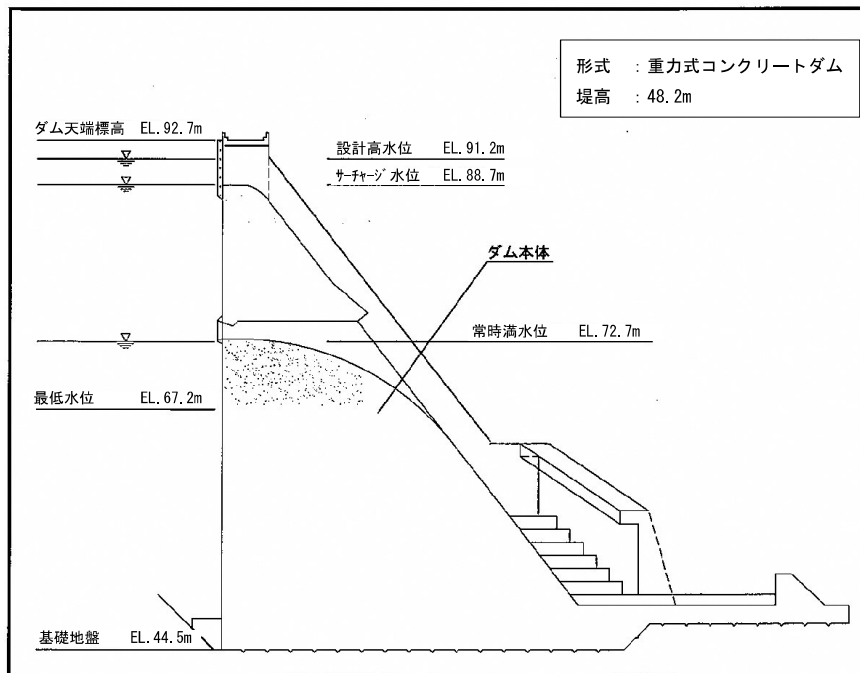 形式 ：重力式コンクリートダム
堤高 ：48.2m
ダム天端標高 EL.92.7m
設計高水位 EL.91.2m
サーチャージ水位 EL.88.7m
ダム本体
常時満水位 EL.72.7m
最低水位 EL.67.2m
基礎地盤 EL.44.5m